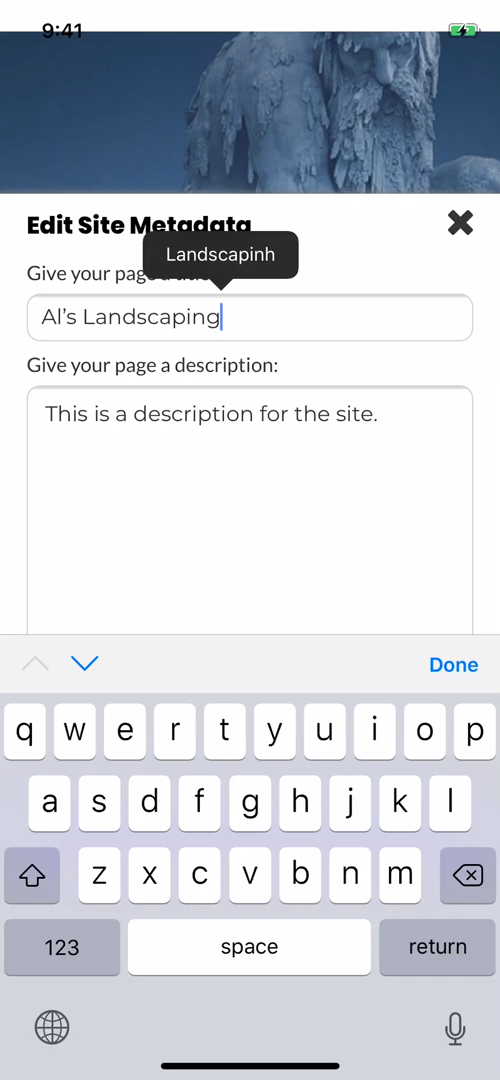 9:41
Edit Site Metadata
Landscapinh
Give your page
Al’s Landscaping
Give your page a description:
This is a description for the site.
Done
q w e r t y u i o p
a s d f g h j k l
z x c v b n m
123 space return